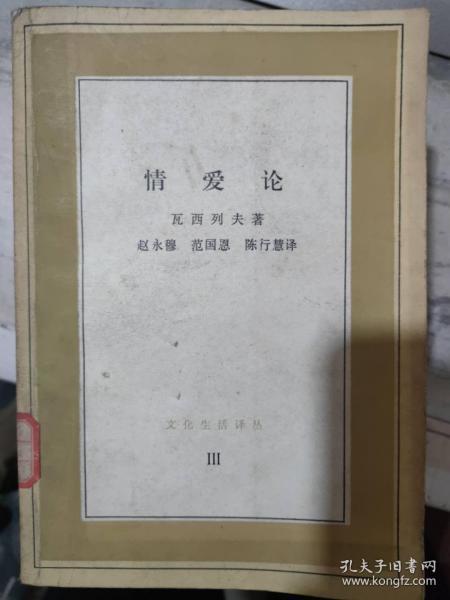 情爱论
瓦西列夫著
赵永穆 范国恩 陈行慧译
文化生活译丛
III
孔夫子旧书网
www.kongfz.com